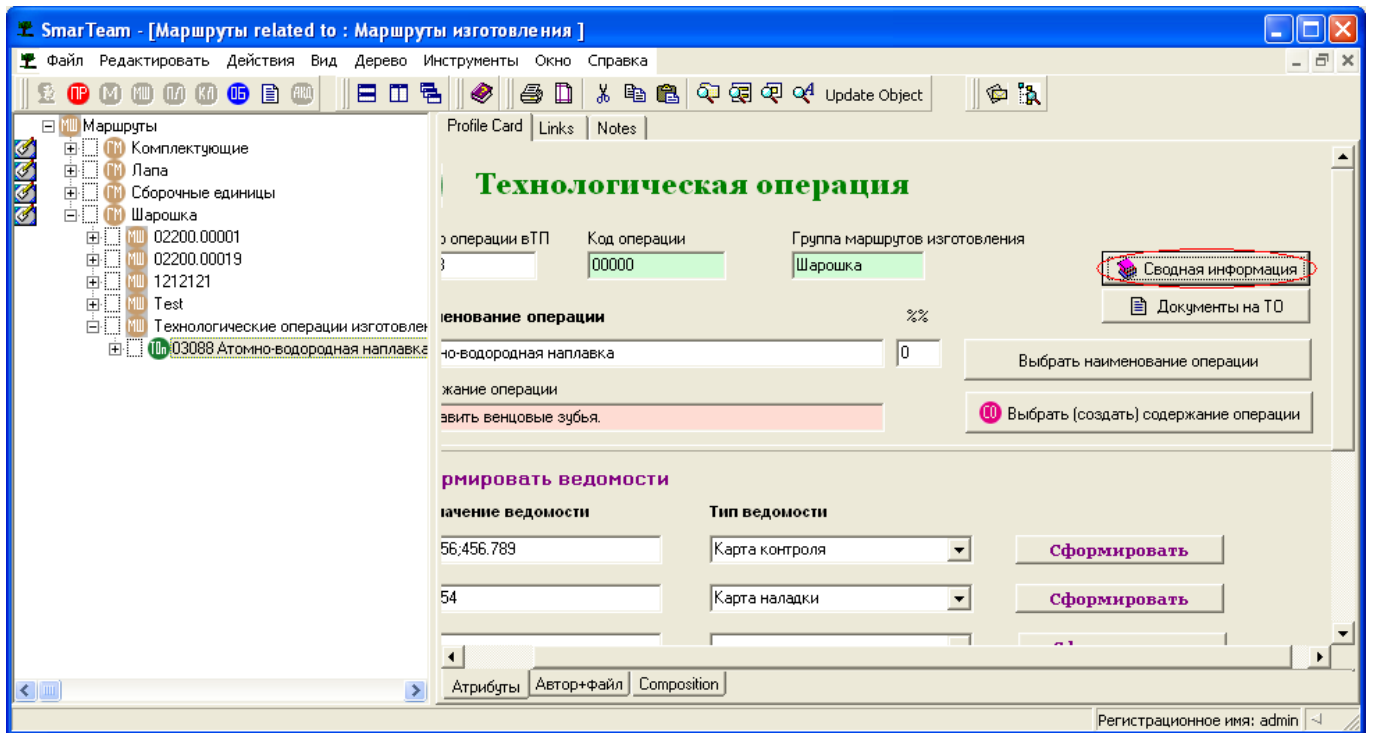 SmarTeam - [Маршруты related to : Маршруты изготовления ]
Файл Редактировать Действия Вид Дерево Инструменты Окно Справка
ПР М МШ ПЛ КЛ ОБ Update Object
Маршруты
Комплектующие
Лапа
Сборочные единицы
Шарошка
02200.00001
02200.00019
1212121
Test
Технологические операции изготовлен
03088 Атомно-водородная наплавка
Profile Card Links Notes
Технологическая операция
операции вТП Код операции Группа маршрутов изготовления
00000 Шарошка
Сводная информация
Документы на ТО
енование операции %%
но-водородная наплавка 0
Выбрать наименование операции
жание операции
авить венцовые зубья.
СО Выбрать (создать) содержание операции
рмировать ведомости
ачение ведомости Тип ведомости
56;456.789 Карта контроля Сформировать
54 Карта наладки Сформировать
Атрибуты Автор+файл Composition
Регистрационное имя: admin